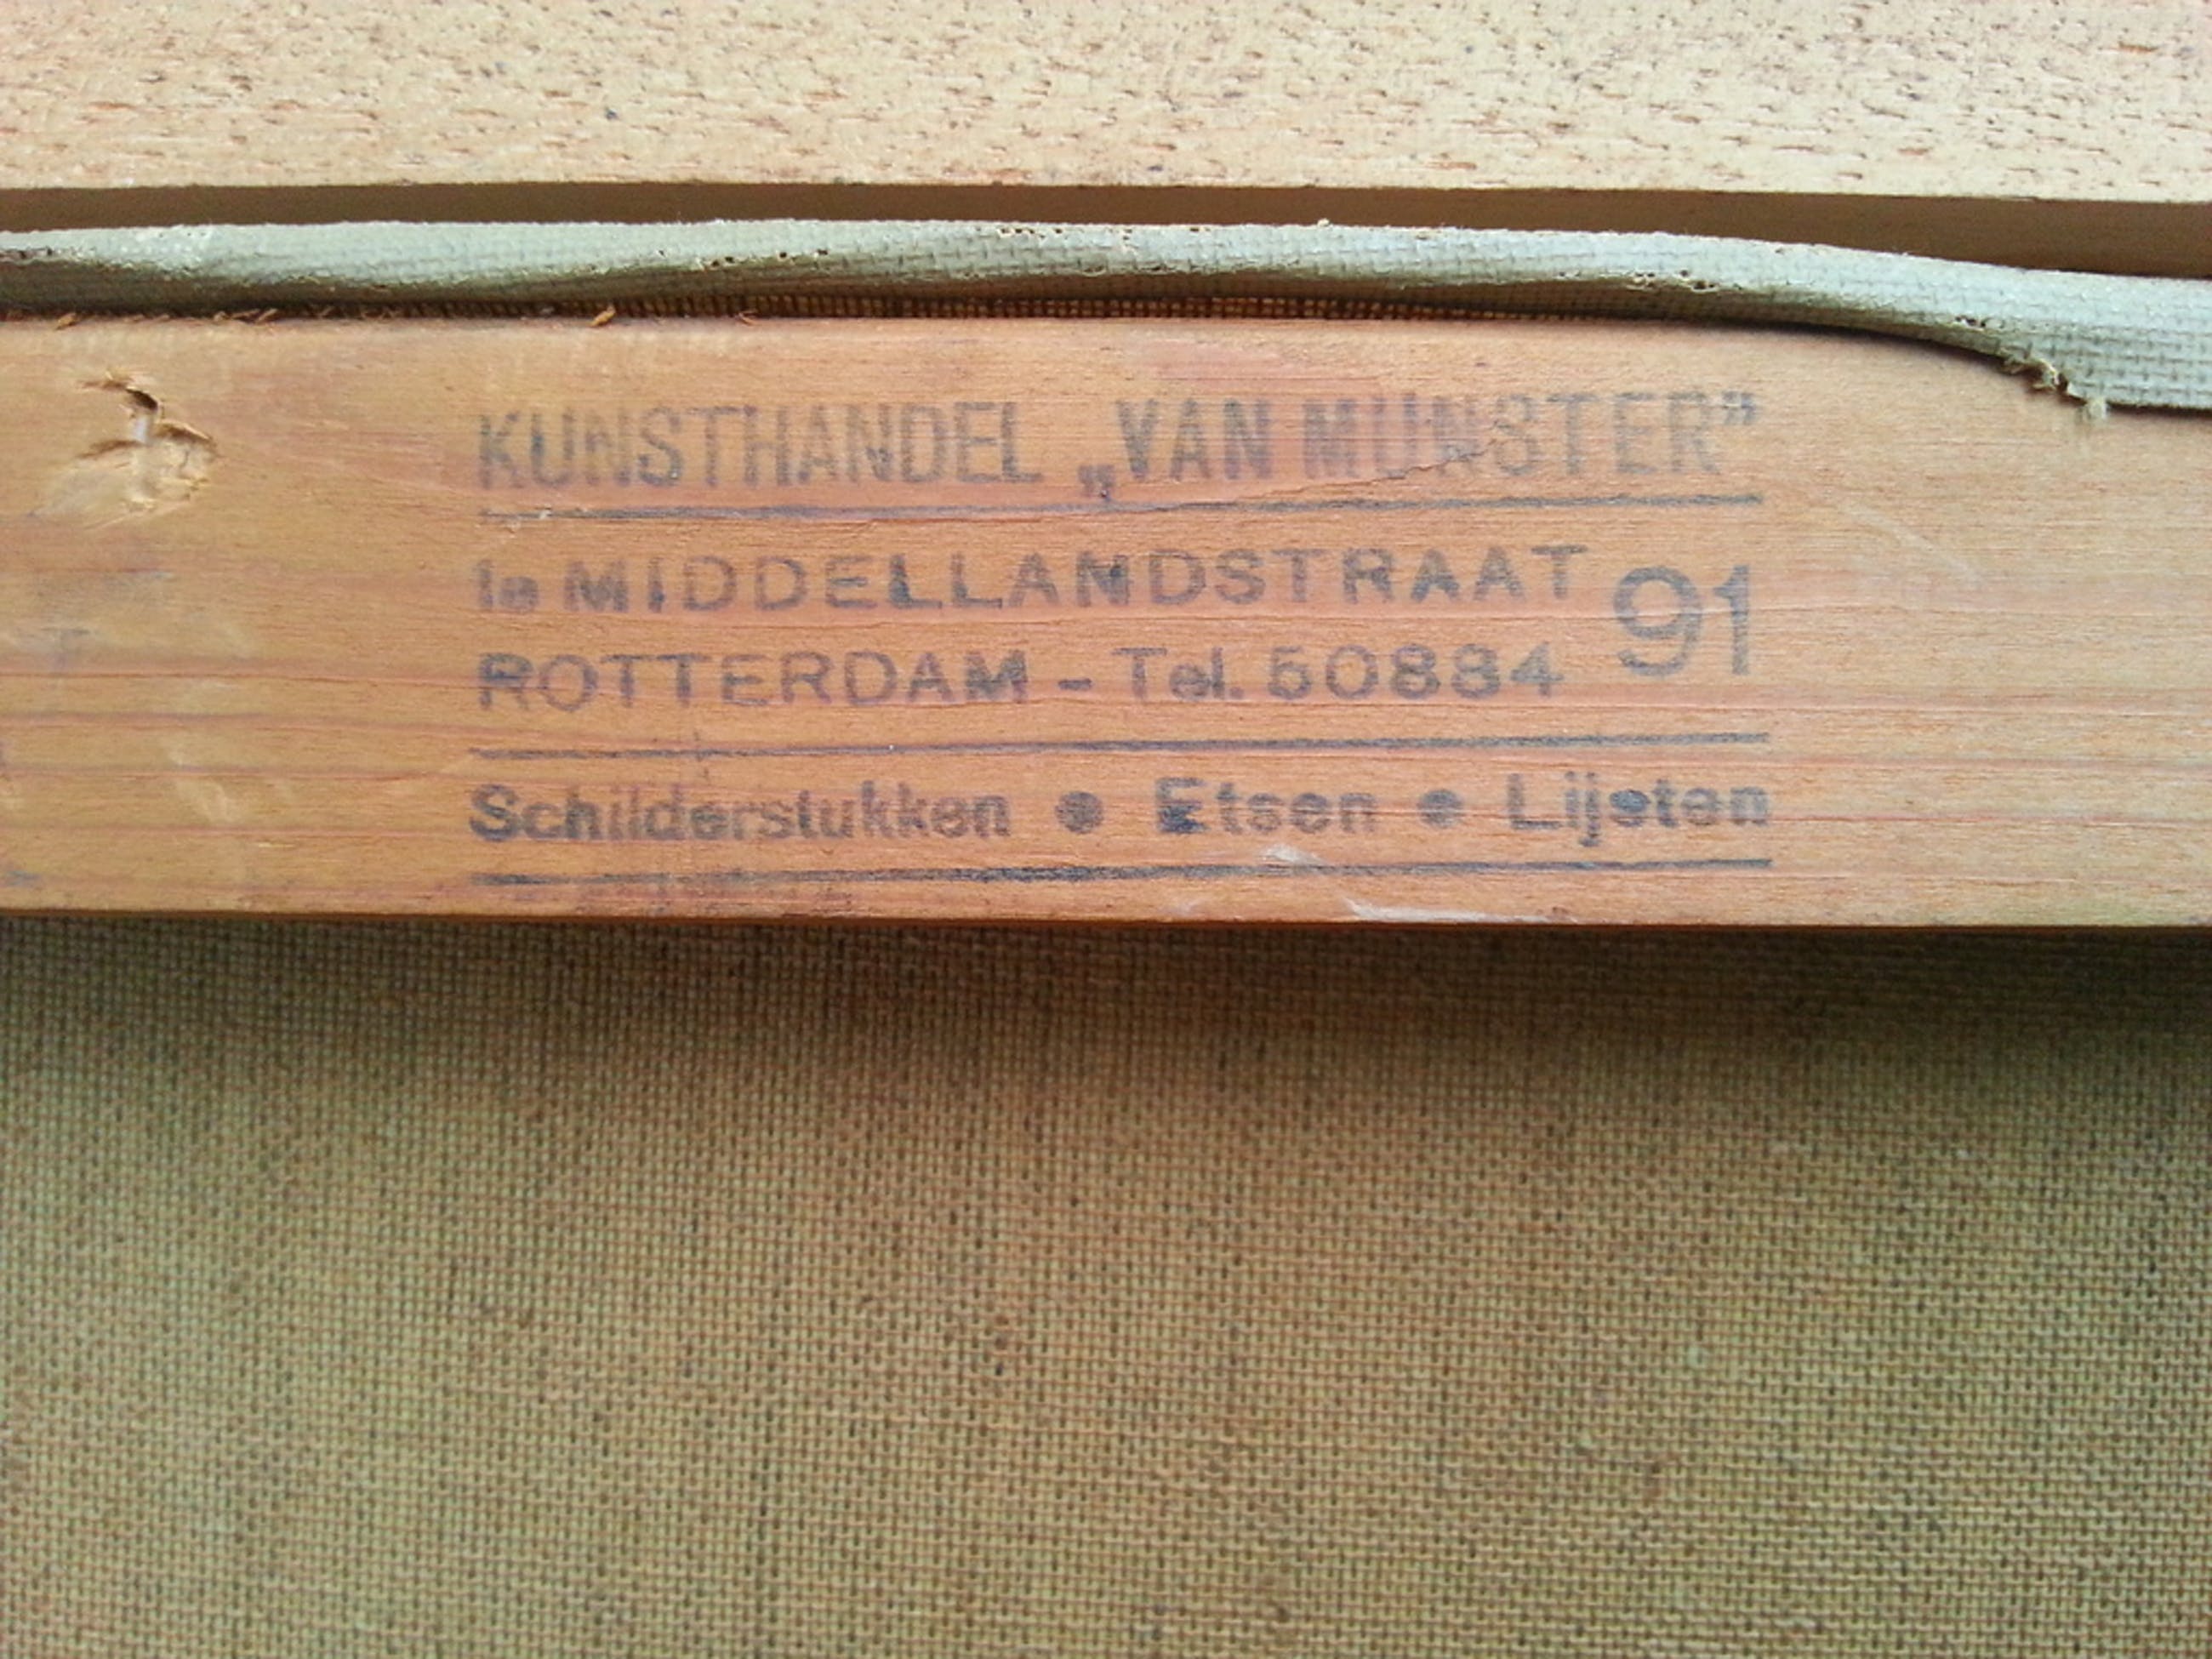 KUNSTHANDEL „VAN MUNSTER”
1e MIDDELLANDSTRAAT 91
ROTTERDAM - Tel. 50884
Schilderstukken ● Etsen ● Lijsten